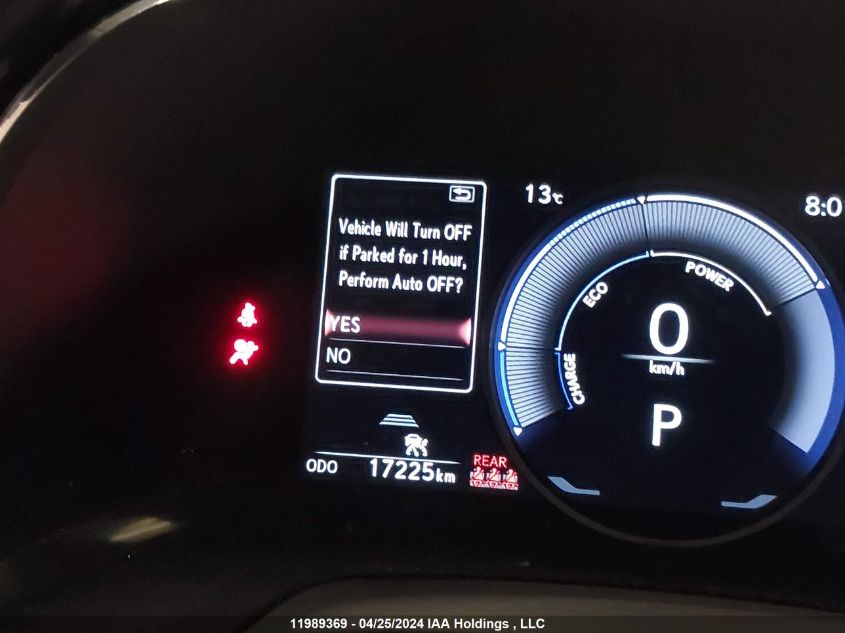 13°C
8:0
Vehicle Will Turn OFF
if Parked for 1 Hour,
Perform Auto OFF?
YES
NO
CHARGE
ECO
POWER
0
km/h
P
ODO 17225km
REAR
11989369 - 04/25/2024 IAA Holdings , LLC